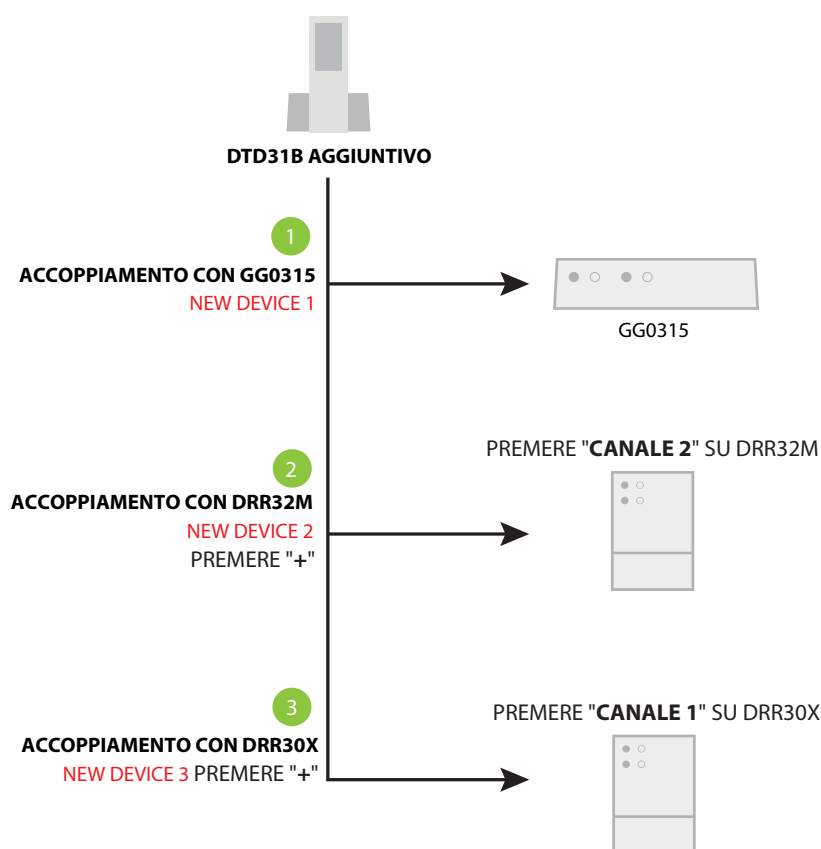 DTD31B AGGIUNTIVO
1
ACCOPPIAMENTO CON GG0315
NEW DEVICE 1
GG0315
PREMERE "CANALE 2" SU DRR32M
2
ACCOPPIAMENTO CON DRR32M
NEW DEVICE 2
PREMERE "+"
PREMERE "CANALE 1" SU DRR30X
3
ACCOPPIAMENTO CON DRR30X
NEW DEVICE 3 PREMERE "+"